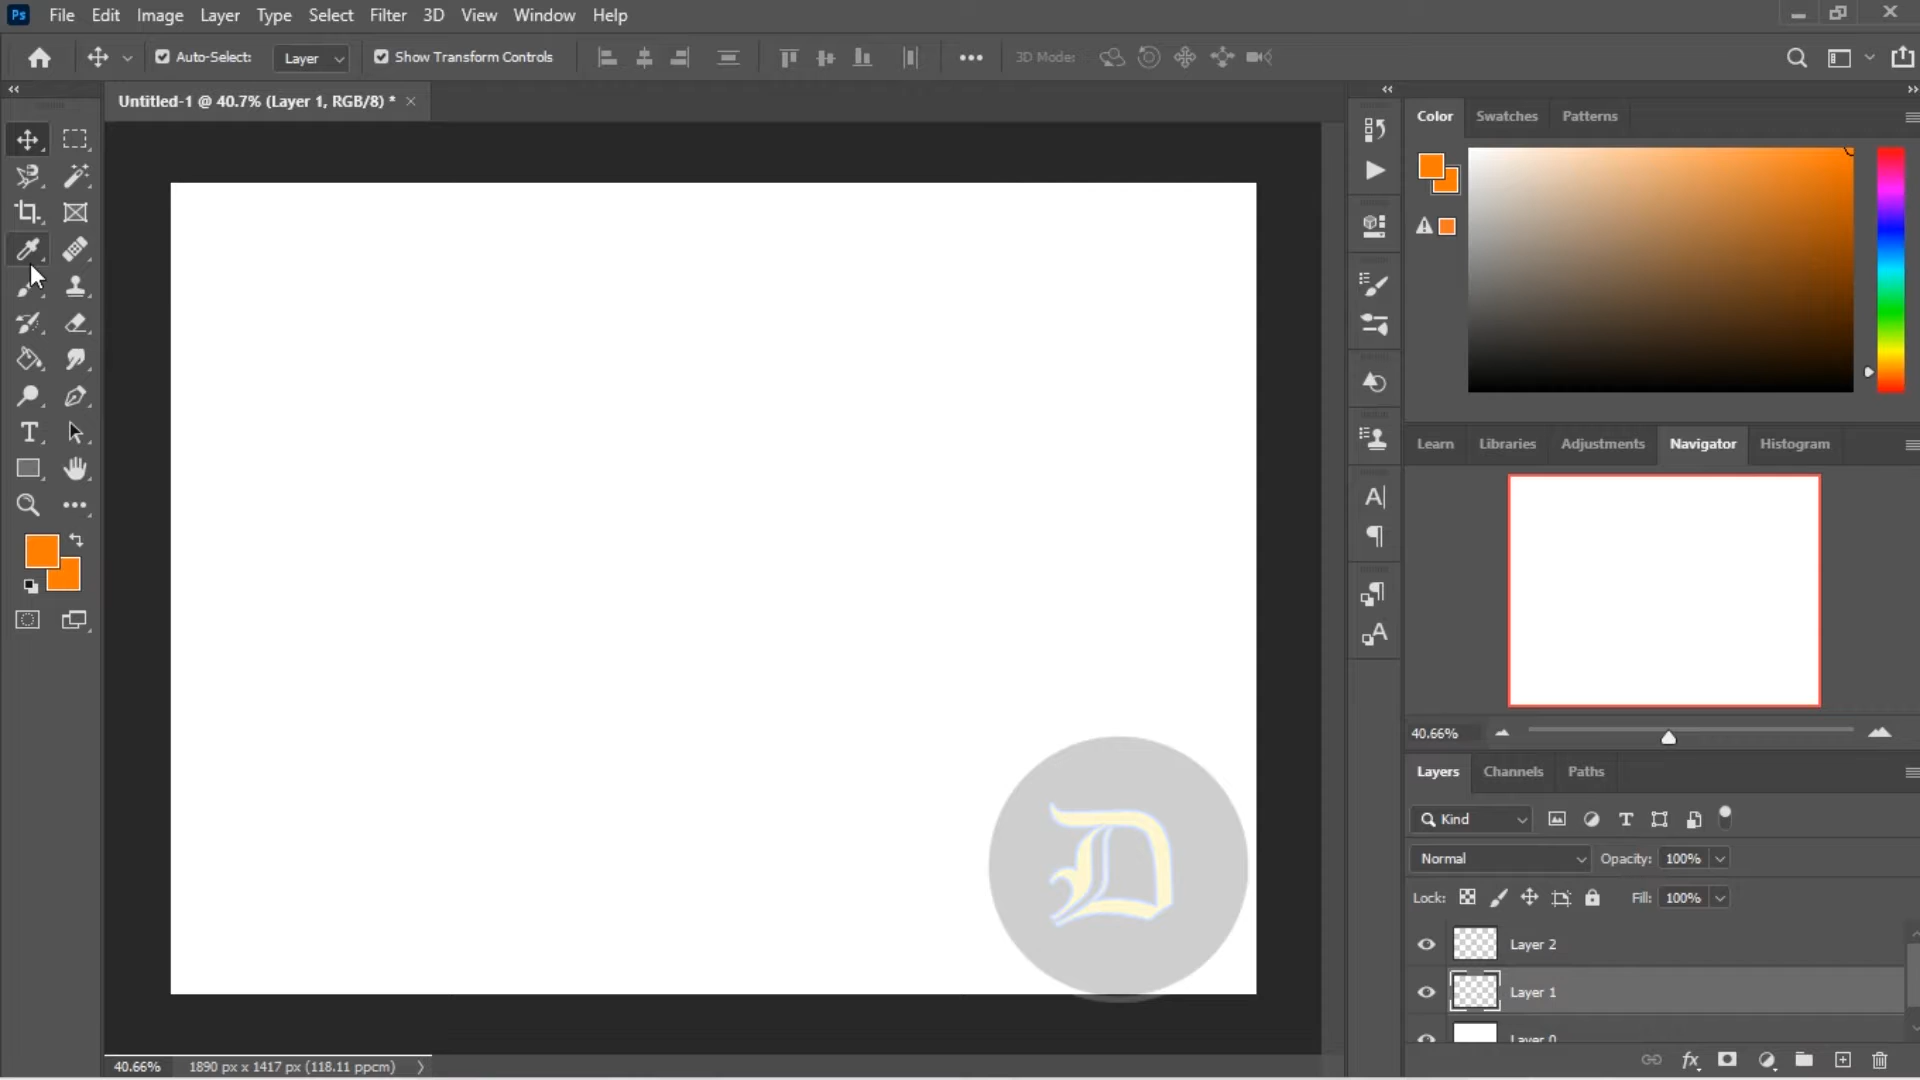 Ps File Edit Image Layer Type Select Filter 3D View Window Help
Auto-Select: Layer Show Transform Controls 3D Mode:
Untitled-1 @ 40.7% (Layer 1, RGB/8) *
Color Swatches Patterns
Learn Libraries Adjustments Navigator Histogram
40.66%
Layers Channels Paths
Kind
Normal Opacity: 100%
Lock: Fill: 100%
Layer 2
Layer 1
Layer 0
D
40.66% 1890 px x 1417 px (118.11 ppcm)